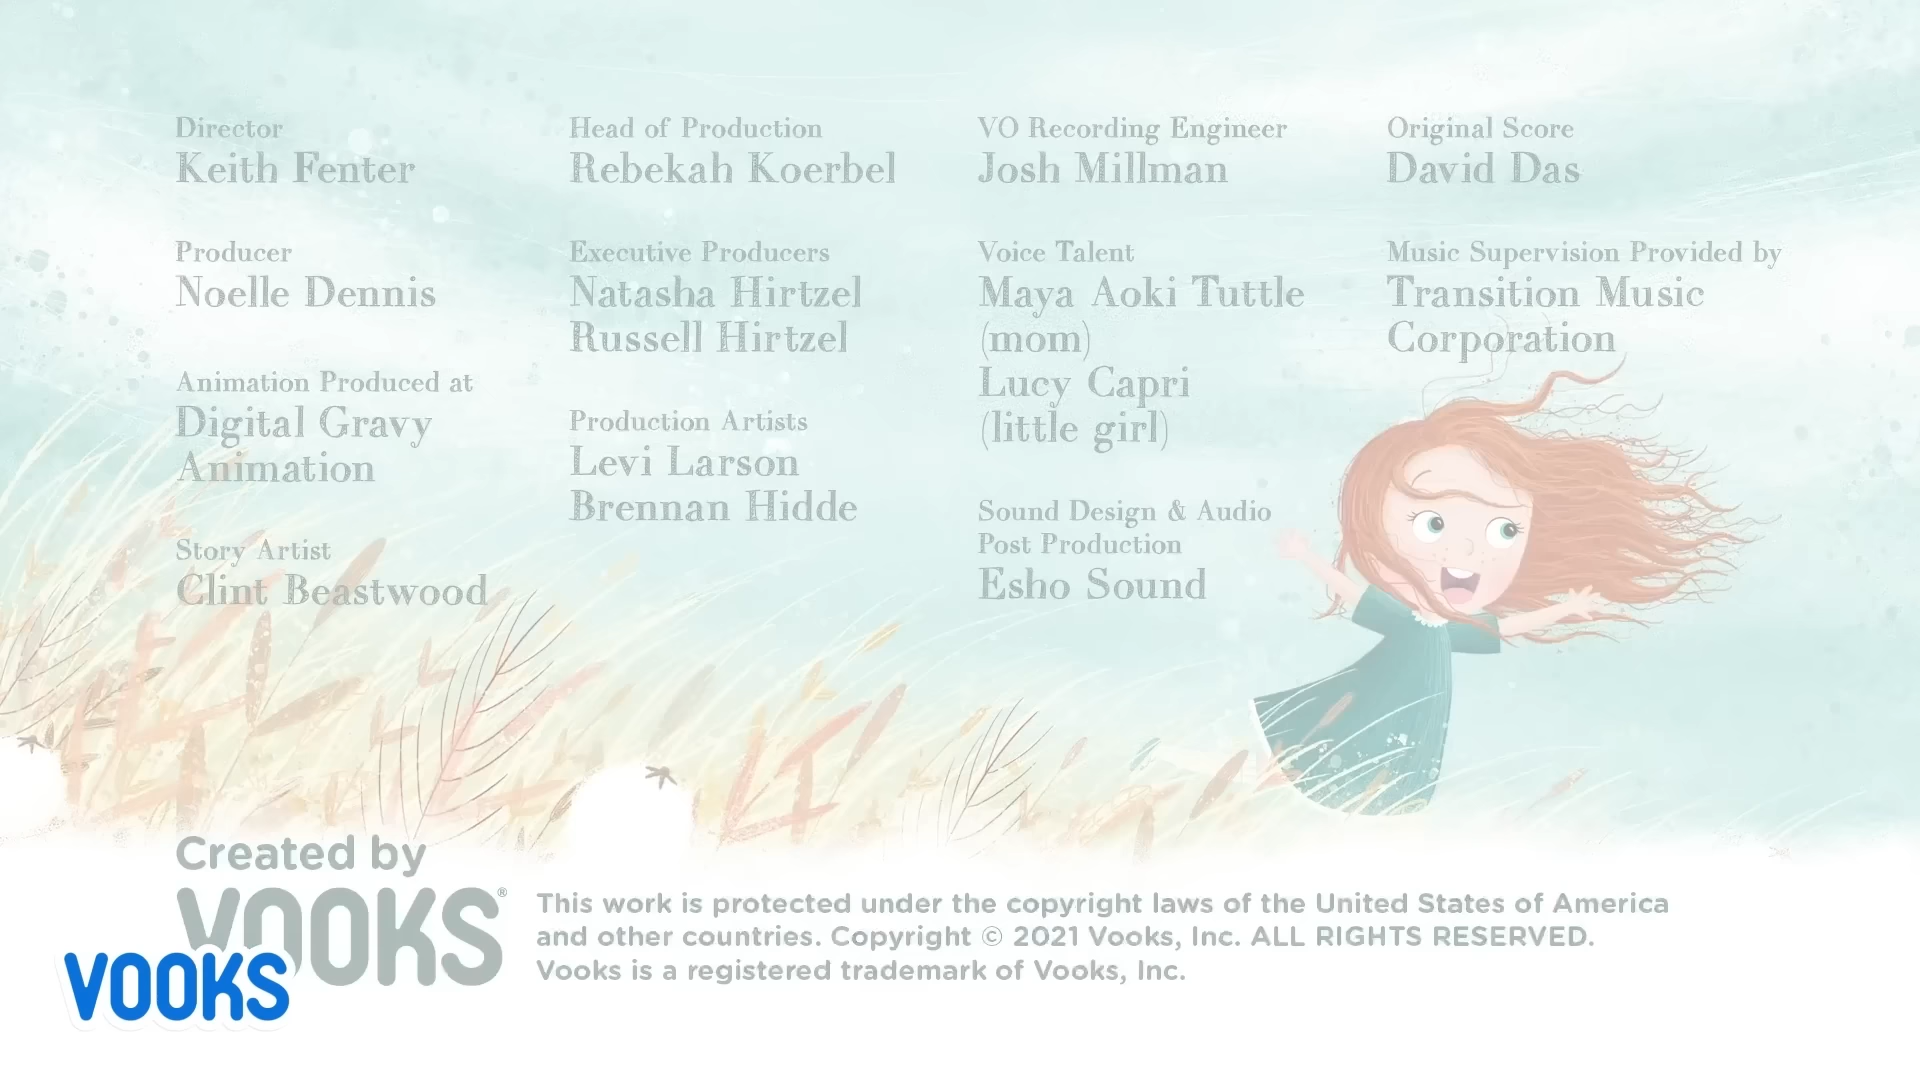 Director
Keith Fenter
Producer
Noelle Dennis
Animation Produced at
Digital Gravy
Animation
Story Artist
Clint Beastwood
Head of Production
Rebekah Koerbel
Executive Producers
Natasha Hirtzel
Russell Hirtzel
Production Artists
Levi Larson
Brennan Hidde
VO Recording Engineer
Josh Millman
Voice Talent
Maya Aoki Tuttle
(mom)
Lucy Capri
(little girl)
Sound Design & Audio
Post Production
Esho Sound
Original Score
David Das
Music Supervision Provided by
Transition Music
Corporation
Created by
VOOKS®
This work is protected under the copyright laws of the United States of America
and other countries. Copyright © 2021 Vooks, Inc. ALL RIGHTS RESERVED.
Vooks is a registered trademark of Vooks, Inc.
VOOKS